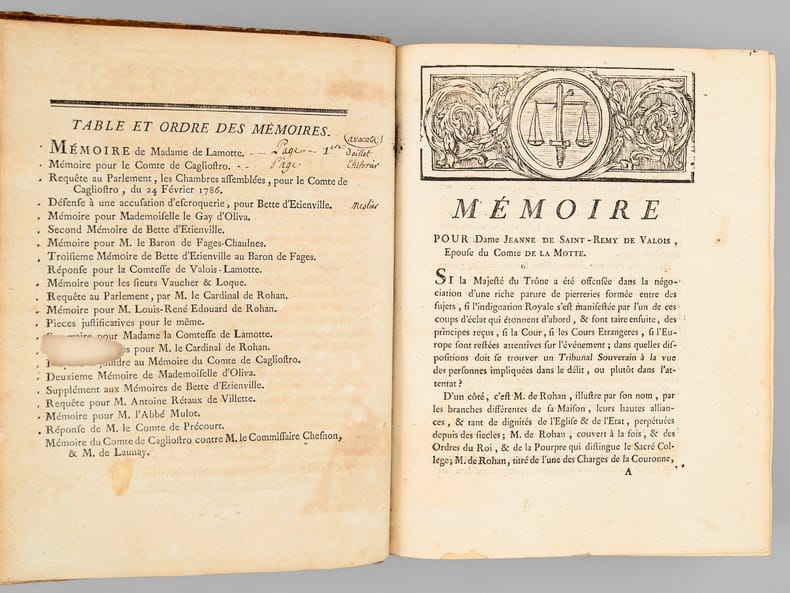 TABLE ET ORDRE DES MÉMOIRES.
MÉMOIRE de Madame de Lamotte. Page 1
(avocats)
Doillot
Mémoire pour le Comte de Cagliostro. Page Thilorier
Requête au Parlement, les Chambres assemblées, pour le Comte de
Cagliostro, du 24 Février 1786.
Défense à une accusation d'escroquerie, pour Bette d'Etienville.
Mémoire pour Mademoiselle le Gay d'Oliva.
Second Mémoire de Bette d'Etienville.
Mémoire pour M. le Baron de Fages-Chaulnes.
Troisieme Mémoire de Bette d'Etienville au Baron de Fages.
Réponse pour la Comtesse de Valois-Lamotte.
Mémoire pour les sieurs Vaucher & Loque.
Requête au Parlement, par M. le Cardinal de Rohan.
Mémoire pour M. Louis-René-Edouard de Rohan.
Pieces justificatives pour le même.
pour Madame la Comtesse de Lamotte.
pour M. le Cardinal de Rohan.
joindre au Mémoire du Comte de Cagliostro.
Deuxieme Mémoire de Mademoiselle d'Oliva.
Supplément aux Mémoires de Bette d'Etienville.
Requête pour M. Antoine Rétaux de Villette.
Mémoire pour M. l'Abbé Mulot.
Réponse de M. le Comte de Précourt.
Mémoire du Comte de Cagliostro contre M. le Commissaire Chesnon,
& M. de Launay.
MÉMOIRE
POUR Dame JEANNE DE SAINT-REMY DE VALOIS,
Epouse du Comte DE LA MOTTE.
SI la Majesté du Trône a été offensée dans la négo-
ciation d'une riche parure de pierreries formée entre des
sujets, si l'indignation Royale s'est manifestée par l'un de ces
coups d'éclat qui étonnent d'abord, & font taire ensuite, des
principes reçus, si la Cour, si les Cours Etrangeres, si l'Eu-
rope sont restées attentives sur l'événement; dans quelles dis-
positions doit se trouver un Tribunal Souverain à la vue
des personnes impliquées dans le délit, ou plutôt dans l'at-
tentat?
D'un côté, c'est M. de Rohan, illustre par son nom, par
les branches différentes de sa Maison, leurs hautes allian-
ces, & tant de dignités de l'Eglise & de l'Etat, perpétuées
depuis des siecles; M. de Rohan, couvert à la fois, & des
Ordres du Roi, & de la Pourpre qui distingue le Sacré Col-
lege; M. de Rohan, titré de l'une des Charges de la Couronne,
A